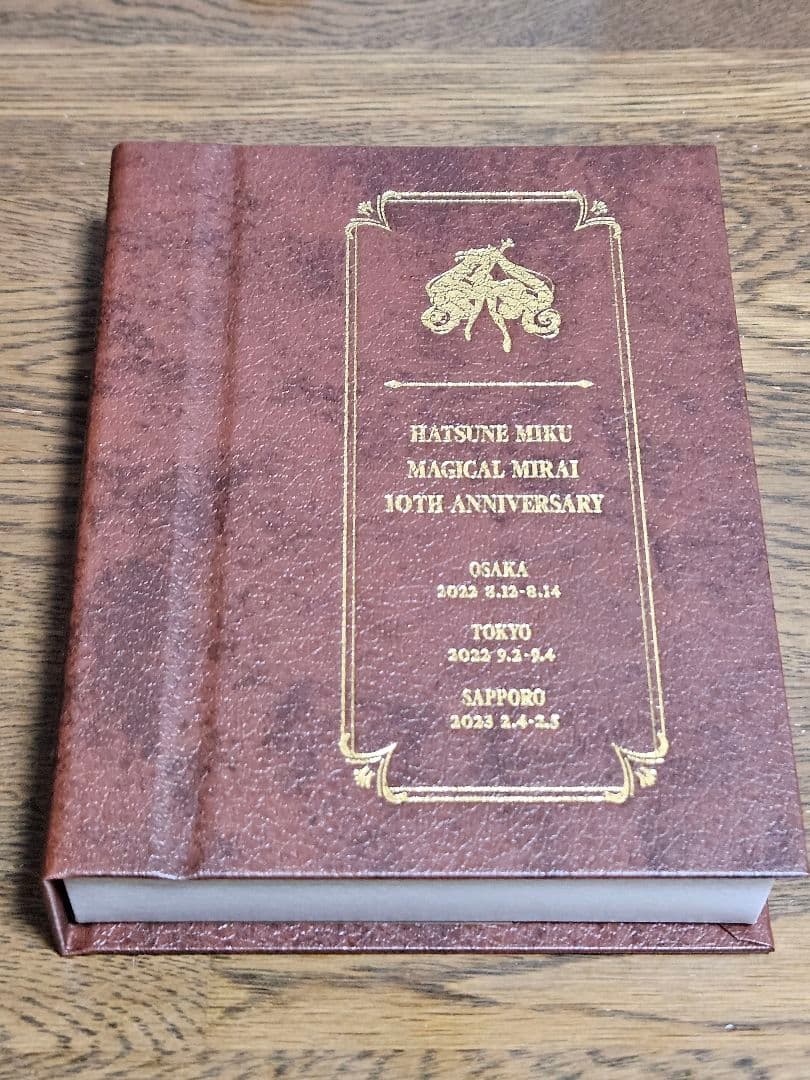 HATSUNE MIKU
MAGICAL MIRAI
10TH ANNIVERSARY
OSAKA
2022 8.12-8.14
TOKYO
2022 9.2-9.4
SAPPORO
2023 2.4-2.5